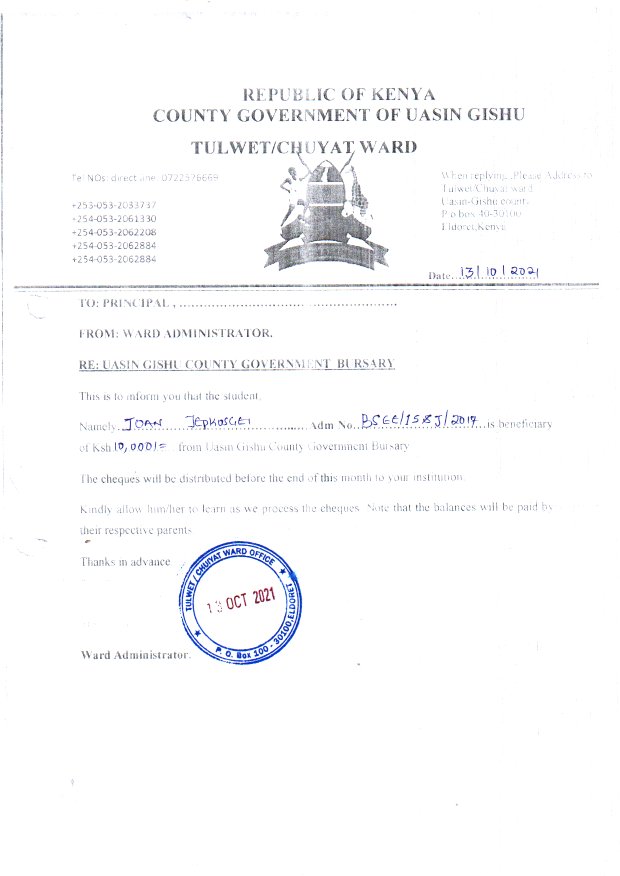 REPUBLIC OF KENYA
COUNTY GOVERNMENT OF UASIN GISHU
TULWET/CHUYAT WARD
Tel NOs: direct line :0722576669
+253-053-2033737
+254-053-2061330
+254-053-2062208
+254-053-2062884
+254-053-2062884
When replying...Please Address to
Tulwet/Chuyat ward
Uasin-Gishu county
P.o box 40-30100
Eldoret,Kenya
Date...13/10/2021
TO: PRINCIPAL , ......................................................
FROM: WARD ADMINISTRATOR.
RE: UASIN GISHU COUNTY GOVERNMENT BURSARY
This is to inform you that the student,
Namely...JOAN JEPKOSGEI........Adm No..BSEE/158J/2017..is beneficiary
of Ksh 10,000/= from Uasin Gishu County Government Bursary
The cheques will be distributed before the end of this month to your institution.
Kindly allow him/her to learn as we process the cheques. Note that the balances will be paid by
their respective parents
Thanks in advance.
TULWET / CHUIYAT WARD OFFICE
13 OCT 2021
P. O. Box 100 - 30100, ELDORET
Ward Administrator.